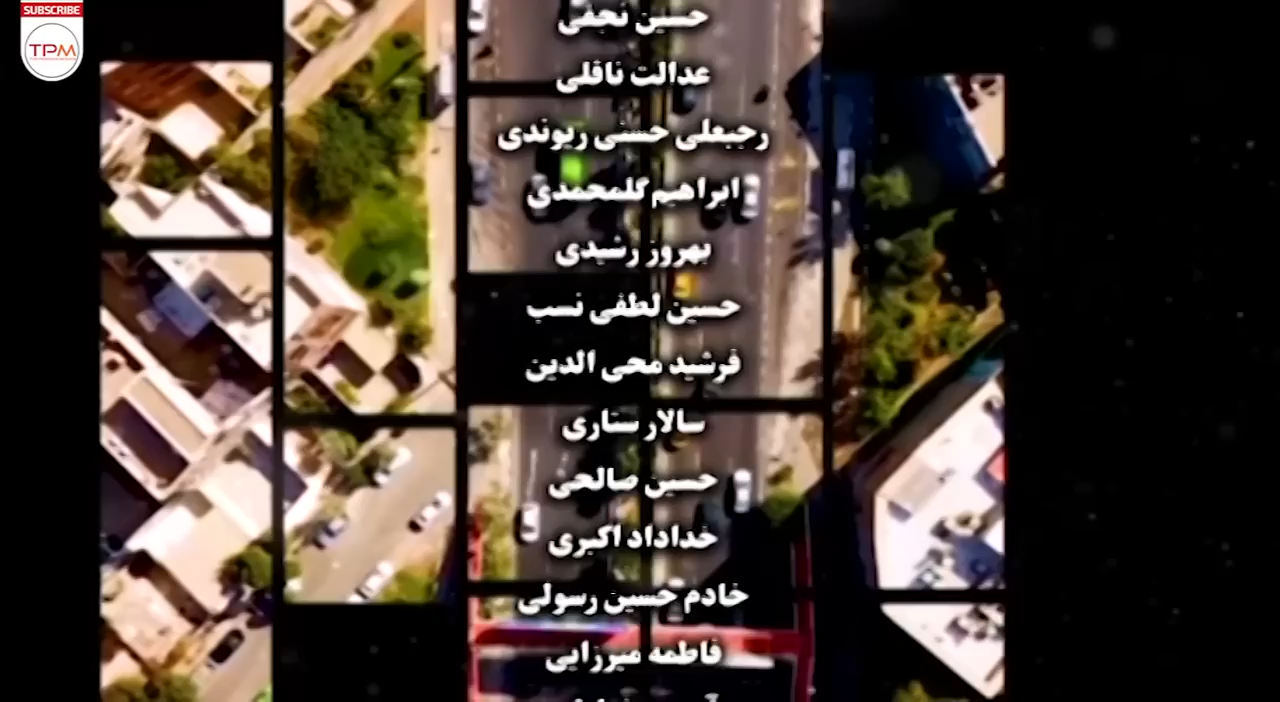 SUBSCRIBE
TPM
حسین نجفی
عدالت ناقلی
رجبعلی حسنی ریوندی
ابراهیم گلمحمدی
بهروز رشیدی
حسین لطفی نسب
فرشید محی الدین
سالار ستاری
حسین صالحی
خداداد اکبری
خادم حسین رسولی
فاطمه میرزایی